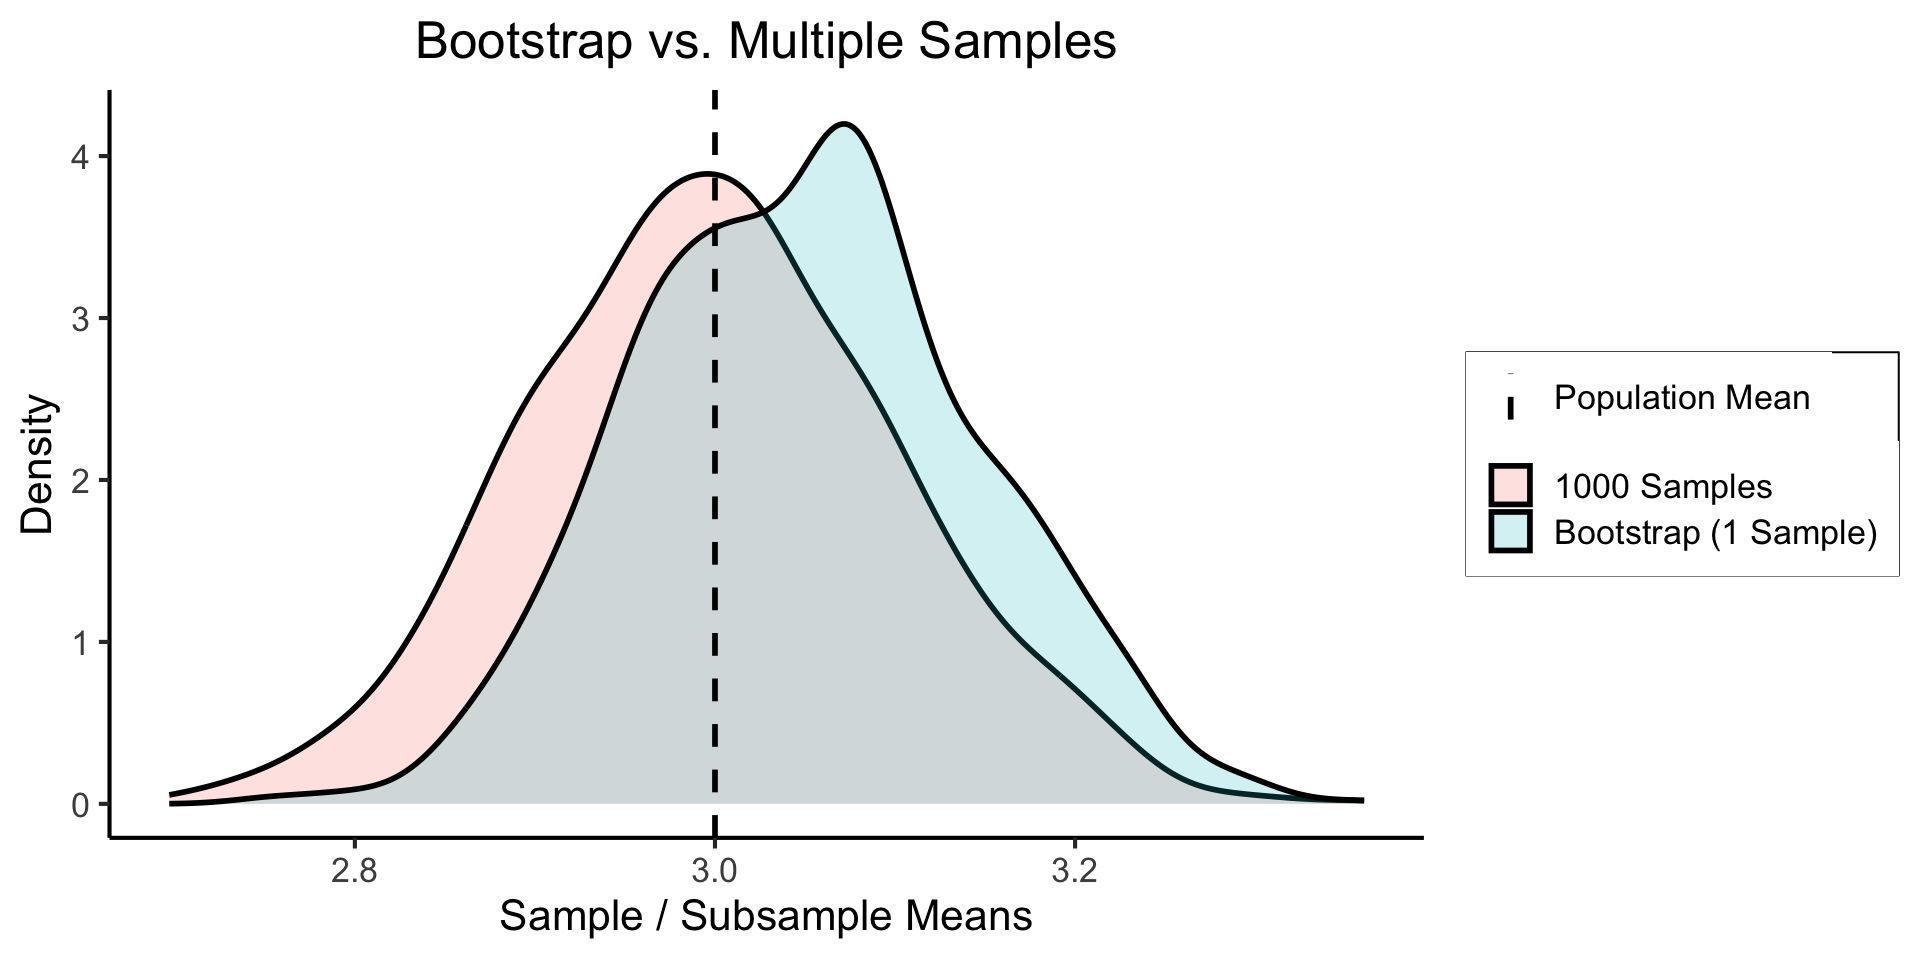 Bootstrap vs. Multiple Samples
Density
4
3
2
1
0
2.8 3.0 3.2
Sample / Subsample Means
Population Mean
1000 Samples
Bootstrap (1 Sample)